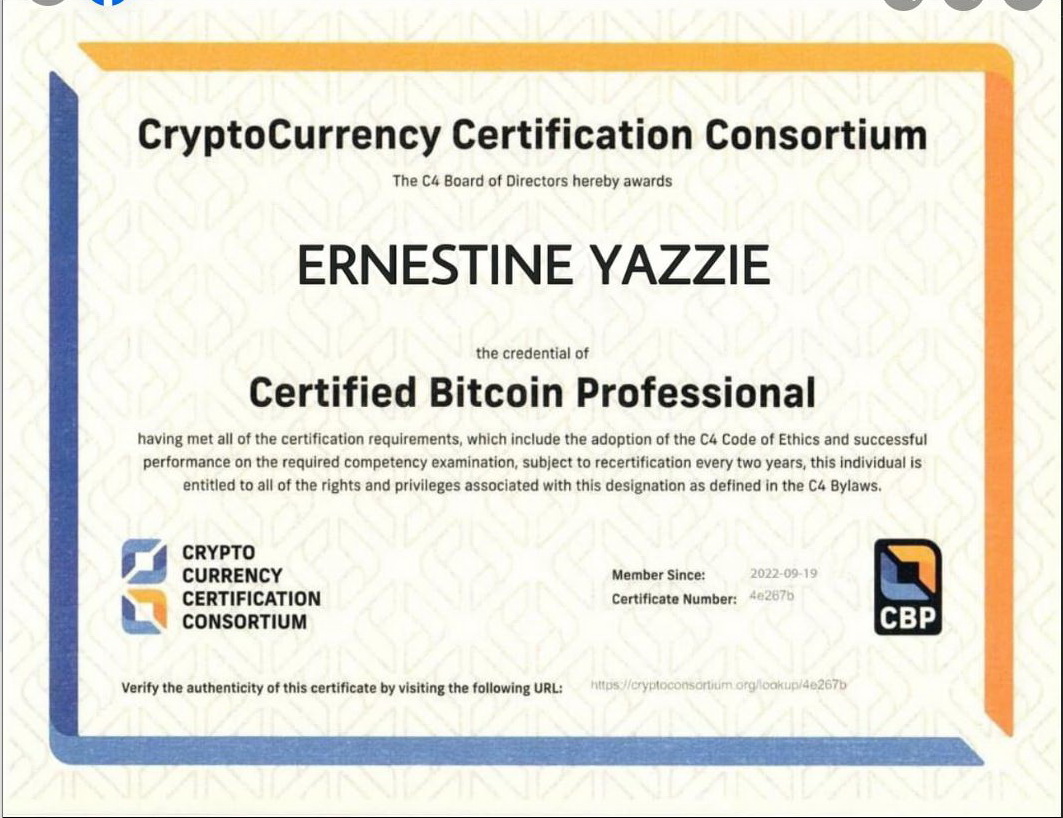 CryptoCurrency Certification Consortium
The C4 Board of Directors hereby awards
ERNESTINE YAZZIE
the credential of
Certified Bitcoin Professional
having met all of the certification requirements, which include the adoption of the C4 Code of Ethics and successful
performance on the required competency examination, subject to recertification every two years, this individual is
entitled to all of the rights and privileges associated with this designation as defined in the C4 Bylaws.
CRYPTO
CURRENCY
CERTIFICATION
CONSORTIUM
Member Since: 2022-09-19
Certificate Number: 4e267b
CBP
Verify the authenticity of this certificate by visiting the following URL: https://cryptoconsortium.org/lookup/4e267b